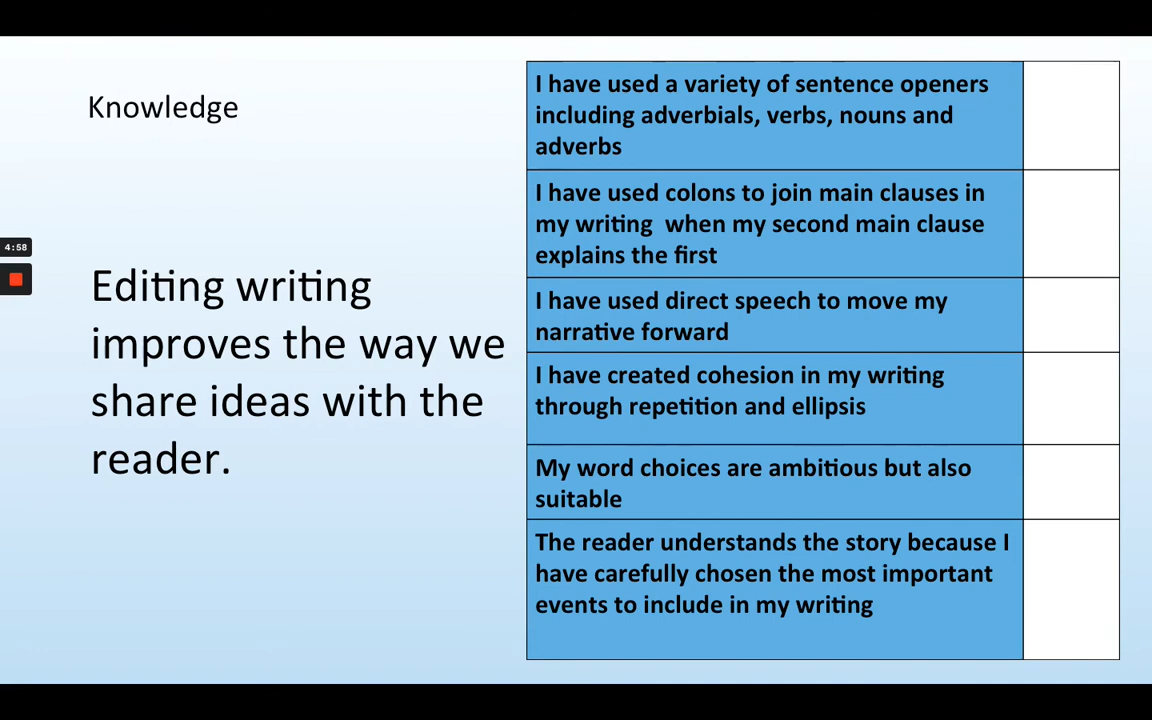 Knowledge
4:58
Editing writing
improves the way we
share ideas with the
reader.
I have used a variety of sentence openers
including adverbials, verbs, nouns and
adverbs
I have used colons to join main clauses in
my writing  when my second main clause
explains the first
I have used direct speech to move my
narrative forward
I have created cohesion in my writing
through repetition and ellipsis
My word choices are ambitious but also
suitable
The reader understands the story because I
have carefully chosen the most important
events to include in my writing